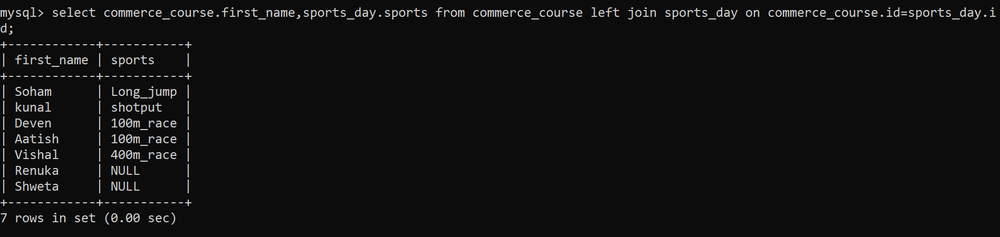 mysql> select commerce_course.first_name,sports_day.sports from commerce_course left join sports_day on commerce_course.id=sports_day.i
d;
+------------+-----------+
| first_name | sports    |
+------------+-----------+
| Soham      | Long_jump |
| kunal      | shotput   |
| Deven      | 100m_race |
| Aatish     | 100m_race |
| Vishal     | 400m_race |
| Renuka     | NULL      |
| Shweta     | NULL      |
+------------+-----------+
7 rows in set (0.00 sec)